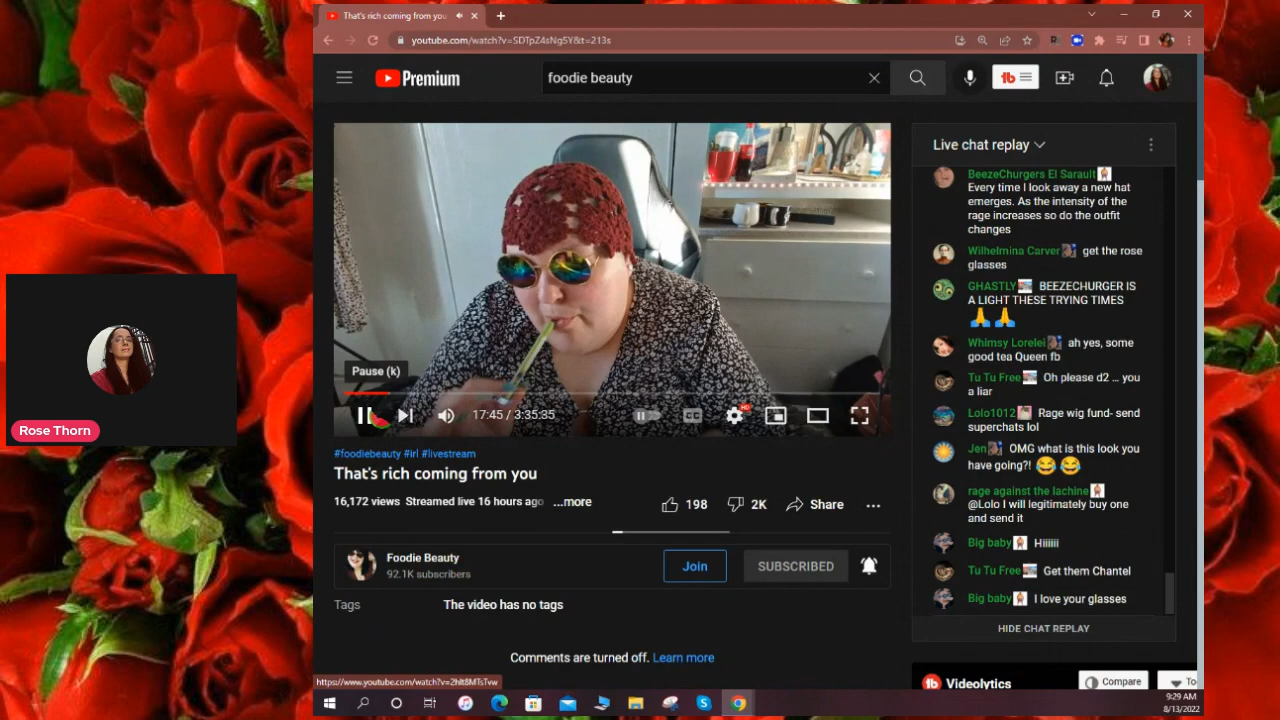 That's rich coming from you
youtube.com/watch?v=SDTpZ4sNg5Y&t=213s
Premium
foodie beauty
Live chat replay
BeezeChurgers El Sarault
Every time I look away a new hat
emerges. As the intensity of the
rage increases so do the outfit
changes
Wilhelmina Carver get the rose
glasses
GHASTLY BEEZECHURGER IS
A LIGHT THESE TRYING TIMES
Whimsy Lorelei ah yes, some
good tea Queen fb
Tu Tu Free Oh please d2 ... you
a liar
Lolo1012 Rage wig fund- send
superchats lol
Jen OMG what is this look you
have going?!
rage against the lachine
@Lolo I will legitimately buy one
and send it
Big baby Hiiiiii
Tu Tu Free Get them Chantel
Big baby I love your glasses
HIDE CHAT REPLAY
Pause (k)
17:45 / 3:35:35
CC
HD
Rose Thorn
#foodiebeauty #irl #livestream
That's rich coming from you
16,172 views Streamed live 16 hours ago ...more
198
2K
Share
Foodie Beauty
92.1K subscribers
Join
SUBSCRIBED
Tags
The video has no tags
Comments are turned off. Learn more
tb Videolytics
Compare
To
9:29 AM
8/13/2022